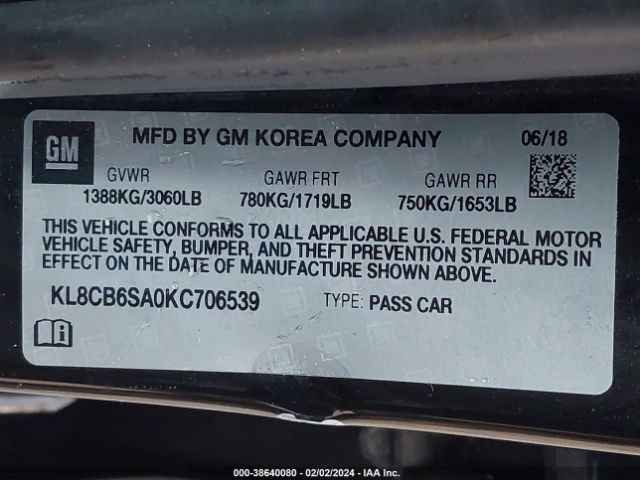 GM
MFD BY GM KOREA COMPANY 06/18
GVWR GAWR FRT GAWR RR
1388KG/3060LB 780KG/1719LB 750KG/1653LB
THIS VEHICLE CONFORMS TO ALL APPLICABLE U.S. FEDERAL MOTOR
VEHICLE SAFETY, BUMPER, AND THEFT PREVENTION STANDARDS IN
EFFECT ON THE DATE OF MANUFACTURE SHOWN ABOVE.
KL8CB6SA0KC706539 TYPE: PASS CAR
000-38640080 - 02/02/2024 - IAA Inc.